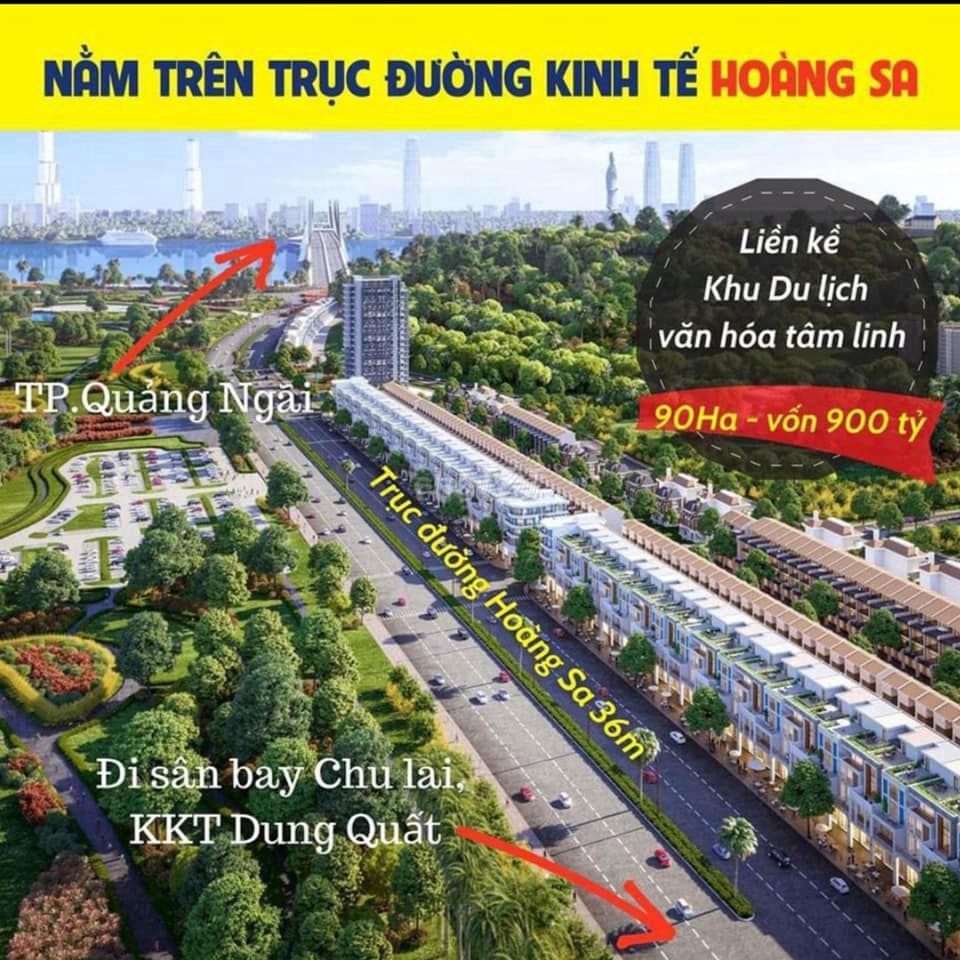 NẰM TRÊN TRỤC ĐƯỜNG KINH TẾ HOÀNG SA
Liền kề
Khu Du lịch
văn hóa tâm linh
90Ha - vốn 900 tỷ
TP.Quảng Ngãi
Trục đường Hoàng Sa 36m
Đi sân bay Chu lai,
KKT Dung Quất